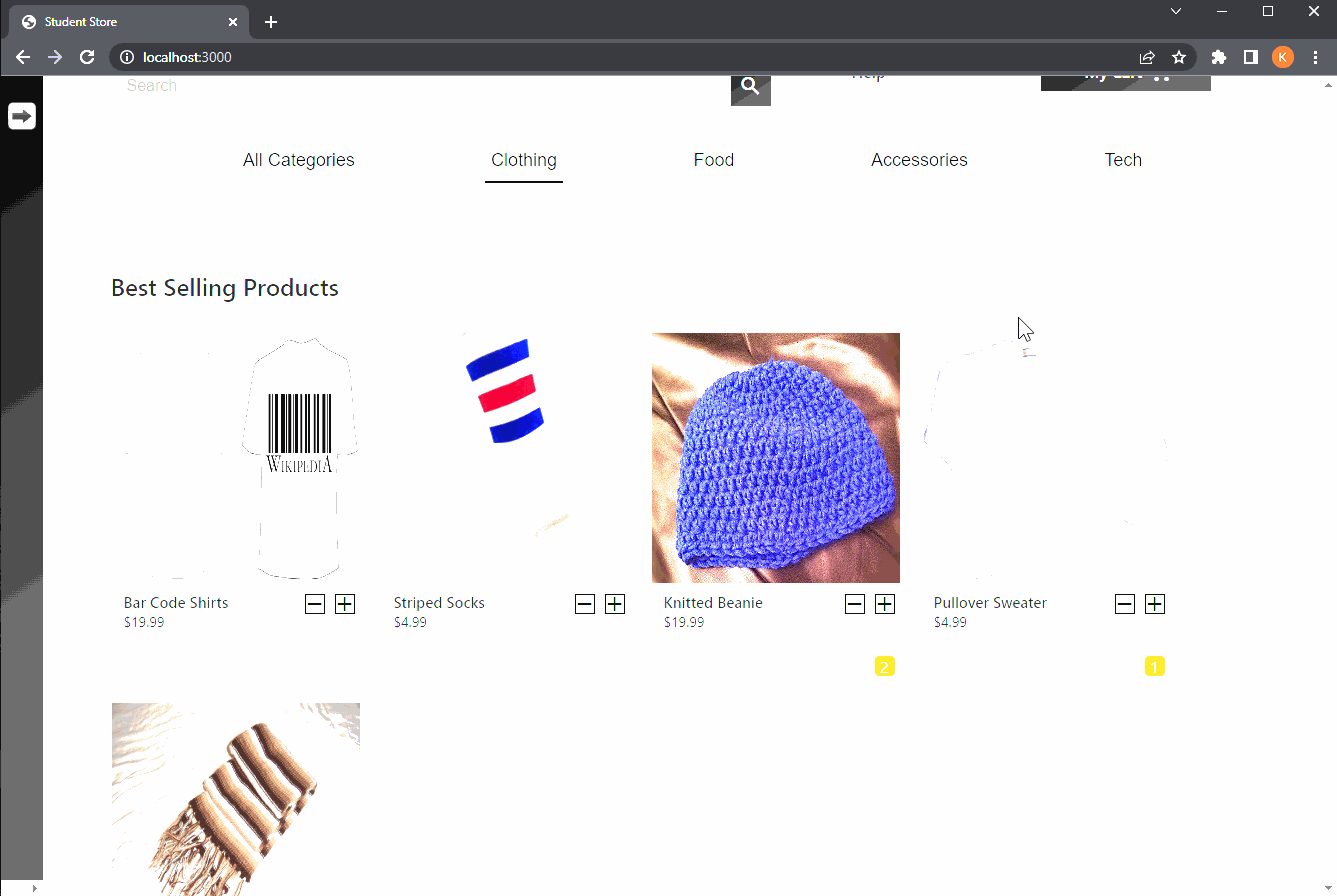 Student Store
localhost:3000
Search
Help
My Cart
All Categories
Clothing
Food
Accessories
Tech
Best Selling Products
WIKIPEDIA
Bar Code Shirts
$19.99
Striped Socks
$4.99
Knitted Beanie
$19.99
Pullover Sweater
$4.99
2
1
K